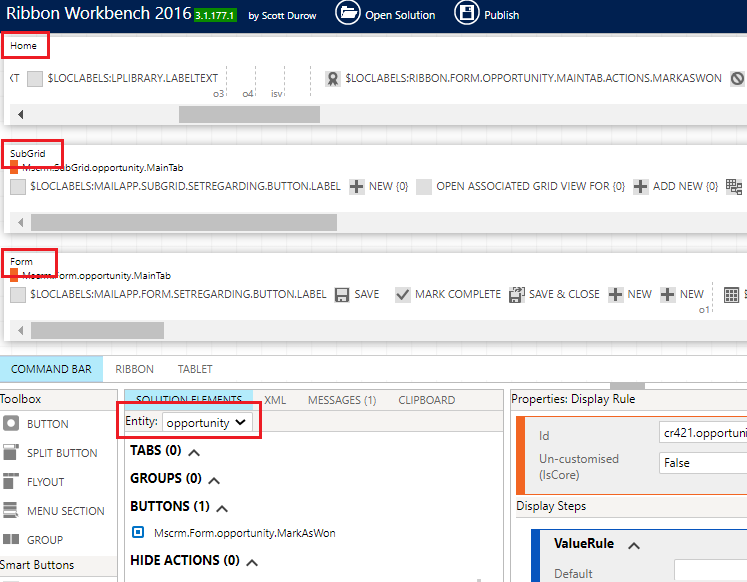 Ribbon Workbench 2016 3.1.177.1 by Scott Durow Open Solution Publish
Home
$LOCLABELS:LPLIBRARY.LABELTEXT $LOCLABELS:RIBBON.FORM.OPPORTUNITY.MAINTAB.ACTIONS.MARKASWON
o3 o4 isv
SubGrid
Mscrm.SubGrid.opportunity.MainTab
$LOCLABELS:MAILAPP.SUBGRID.SETREGARDING.BUTTON.LABEL NEW {0} OPEN ASSOCIATED GRID VIEW FOR {0} ADD NEW {0}
Form
Mscrm.Form.opportunity.MainTab
$LOCLABELS:MAILAPP.FORM.SETREGARDING.BUTTON.LABEL SAVE MARK COMPLETE SAVE & CLOSE NEW NEW
o1
COMMAND BAR RIBBON TABLET
Toolbox SOLUTION ELEMENTS XML MESSAGES (1) CLIPBOARD Properties: Display Rule
BUTTON Entity: opportunity
Id cr421.opportuni
TABS (0)
SPLIT BUTTON Un-customised (IsCore) False
GROUPS (0)
FLYOUT
BUTTONS (1) Display Steps
MENU SECTION
Mscrm.Form.opportunity.MarkAsWon
GROUP ValueRule
HIDE ACTIONS (0)
Smart Buttons Default